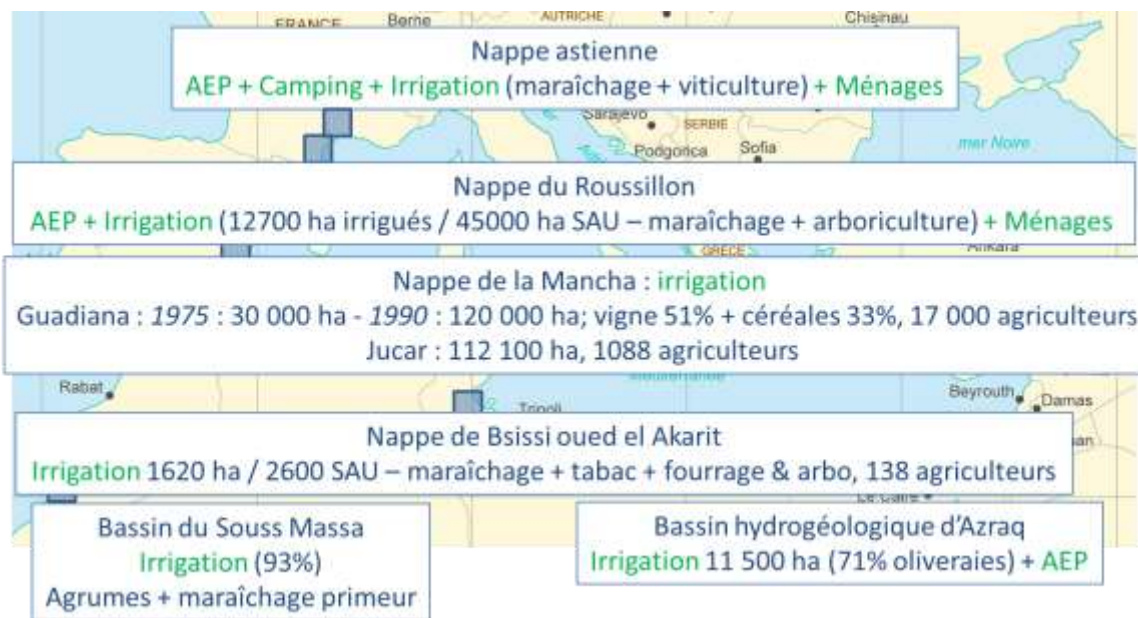 FRANCE Berne AUTRICHE Chisinau
Nappe astienne
AEP + Camping + Irrigation (maraîchage + viticulture) + Ménages
Sarajevo SERBIE
Podgorica Sofia mer Noire
Nappe du Roussillon
AEP + Irrigation (12700 ha irrigués / 45000 ha SAU – maraîchage + arboriculture) + Ménages
GRECE Ankara
Nappe de la Mancha : irrigation
Guadiana : 1975 : 30 000 ha - 1990 : 120 000 ha; vigne 51% + céréales 33%, 17 000 agriculteurs
Jucar : 112 100 ha, 1088 agriculteurs
Rabat Tripoli Beyrouth Damas
Nappe de Bsissi oued el Akarit
Irrigation 1620 ha / 2600 SAU – maraîchage + tabac + fourrage & arbo, 138 agriculteurs
Le Caire
Bassin du Souss Massa
Irrigation (93%)
Agrumes + maraîchage primeur
Bassin hydrogéologique d’Azraq
Irrigation 11 500 ha (71% oliveraies) + AEP